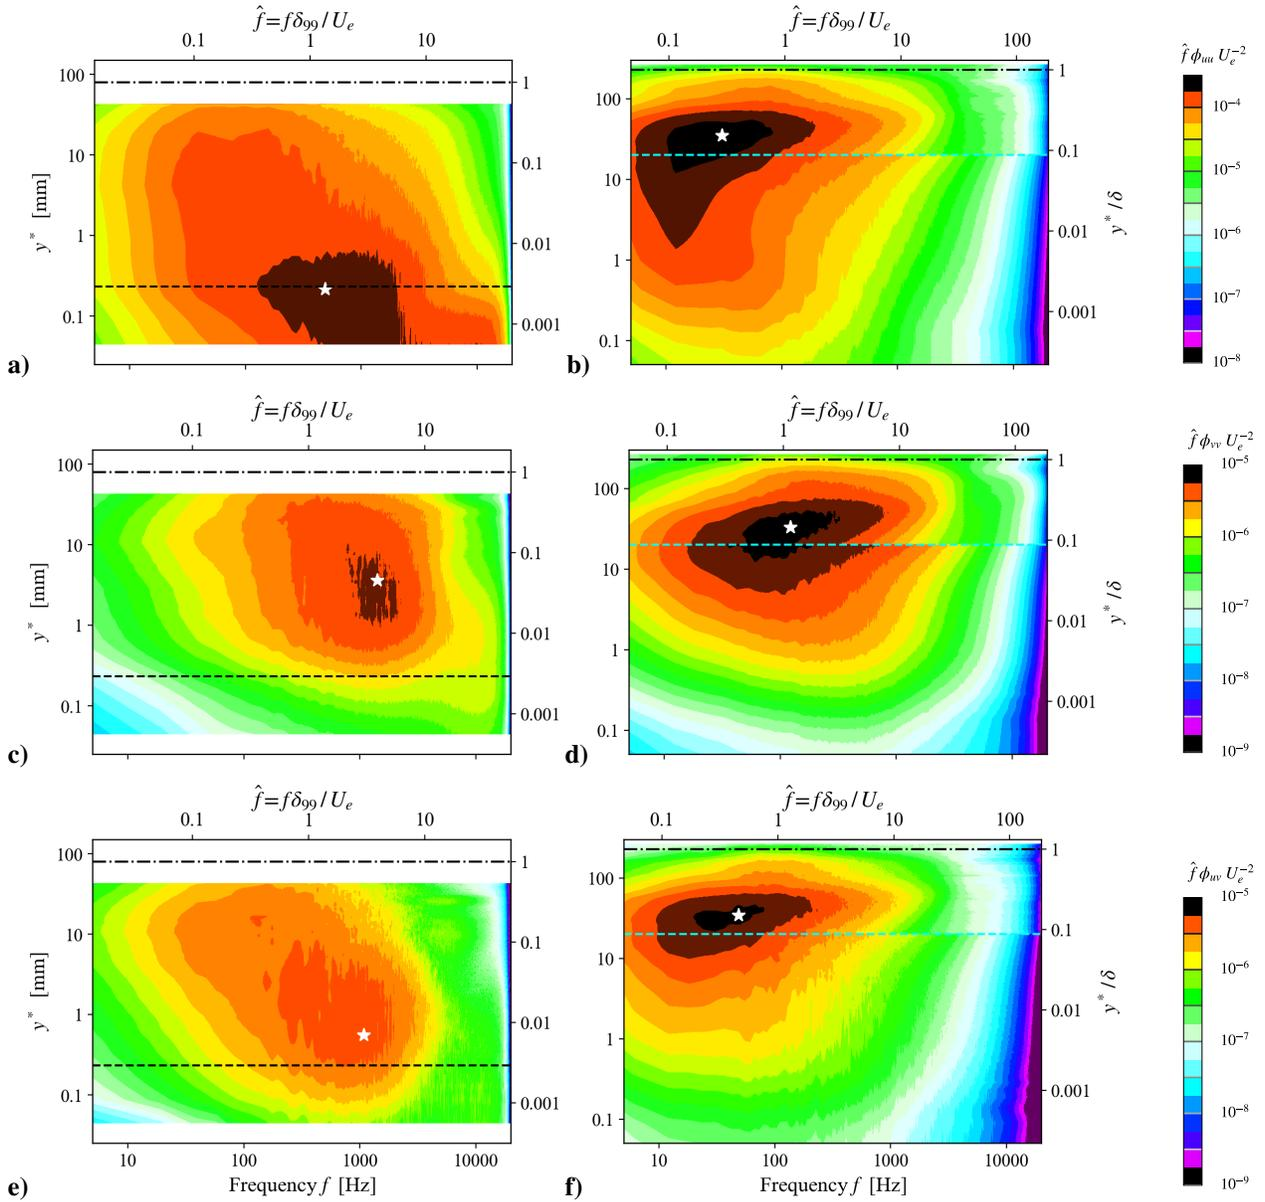 f̂=fδ₉₉/Uₑ
0.1 1 10
100
10
1
0.1
1
0.1
0.01
0.001
y* [mm]
a)
f̂=fδ₉₉/Uₑ
0.1 1 10 100
100
10
1
0.1
1
0.1
0.01
0.001
y*/δ
b)
f̂ ϕᵤᵤ Uₑ⁻²
10⁻⁴
10⁻⁵
10⁻⁶
10⁻⁷
10⁻⁸
f̂=fδ₉₉/Uₑ
0.1 1 10
100
10
1
0.1
1
0.1
0.01
0.001
y* [mm]
c)
f̂=fδ₉₉/Uₑ
0.1 1 10 100
100
10
1
0.1
1
0.1
0.01
0.001
y*/δ
d)
f̂ ϕᵥᵥ Uₑ⁻²
10⁻⁵
10⁻⁶
10⁻⁷
10⁻⁸
10⁻⁹
f̂=fδ₉₉/Uₑ
0.1 1 10
100
10
1
0.1
1
0.1
0.01
0.001
y* [mm]
10 100 1000 10000
Frequency f [Hz]
e)
f̂=fδ₉₉/Uₑ
0.1 1 10 100
100
10
1
0.1
1
0.1
0.01
0.001
y*/δ
10 100 1000 10000
Frequency f [Hz]
f)
f̂ ϕᵤᵥ Uₑ⁻²
10⁻⁵
10⁻⁶
10⁻⁷
10⁻⁸
10⁻⁹